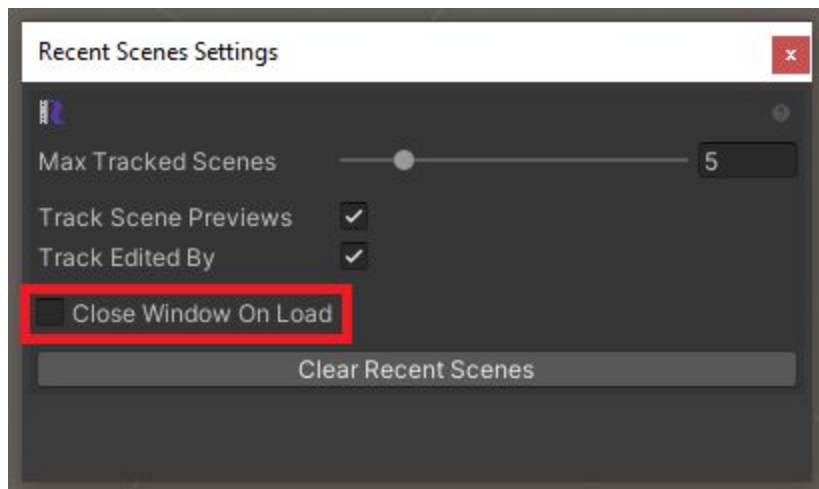 Recent Scenes Settings
x
R
Max Tracked Scenes 5
Track Scene Previews
Track Edited By
Close Window On Load
Clear Recent Scenes